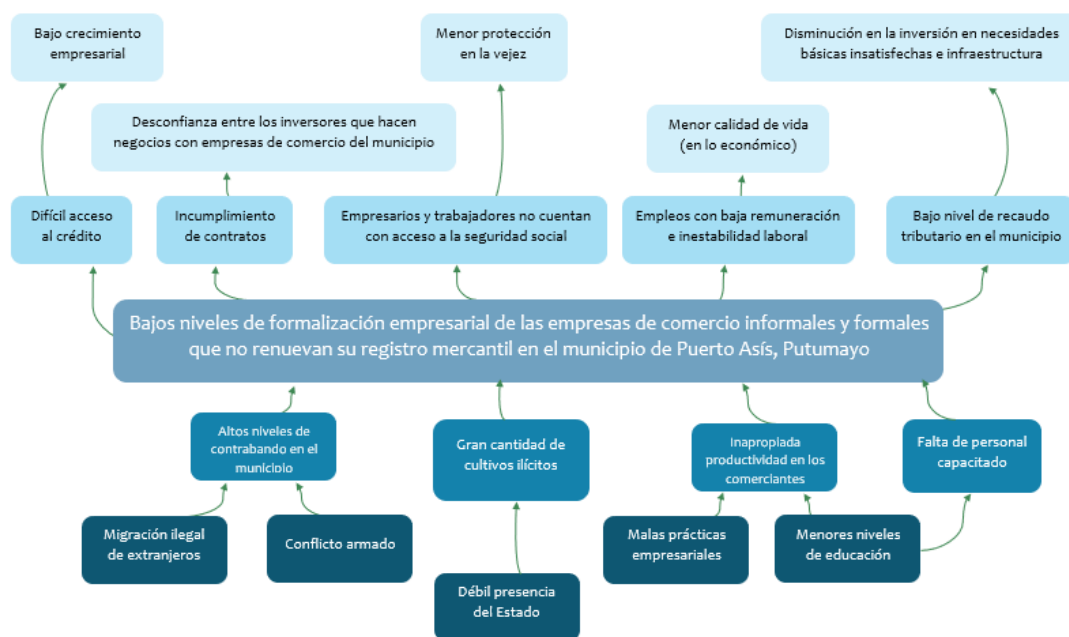 Bajo crecimiento
empresarial
Menor protección
en la vejez
Disminución en la inversión en necesidades
básicas insatisfechas e infraestructura
Desconfianza entre los inversores que hacen
negocios con empresas de comercio del municipio
Menor calidad de vida
(en lo económico)
Difícil acceso
al crédito
Incumplimiento
de contratos
Empresarios y trabajadores no cuentan
con acceso a la seguridad social
Empleos con baja remuneración
e inestabilidad laboral
Bajo nivel de recaudo
tributario en el municipio
Bajos niveles de formalización empresarial de las empresas de comercio informales y formales
que no renuevan su registro mercantil en el municipio de Puerto Asís, Putumayo
Altos niveles de
contrabando en el
municipio
Gran cantidad de
cultivos ilícitos
Inapropiada
productividad en los
comerciantes
Falta de personal
capacitado
Migración ilegal
de extranjeros
Conflicto armado
Malas prácticas
empresariales
Menores niveles
de educación
Débil presencia
del Estado